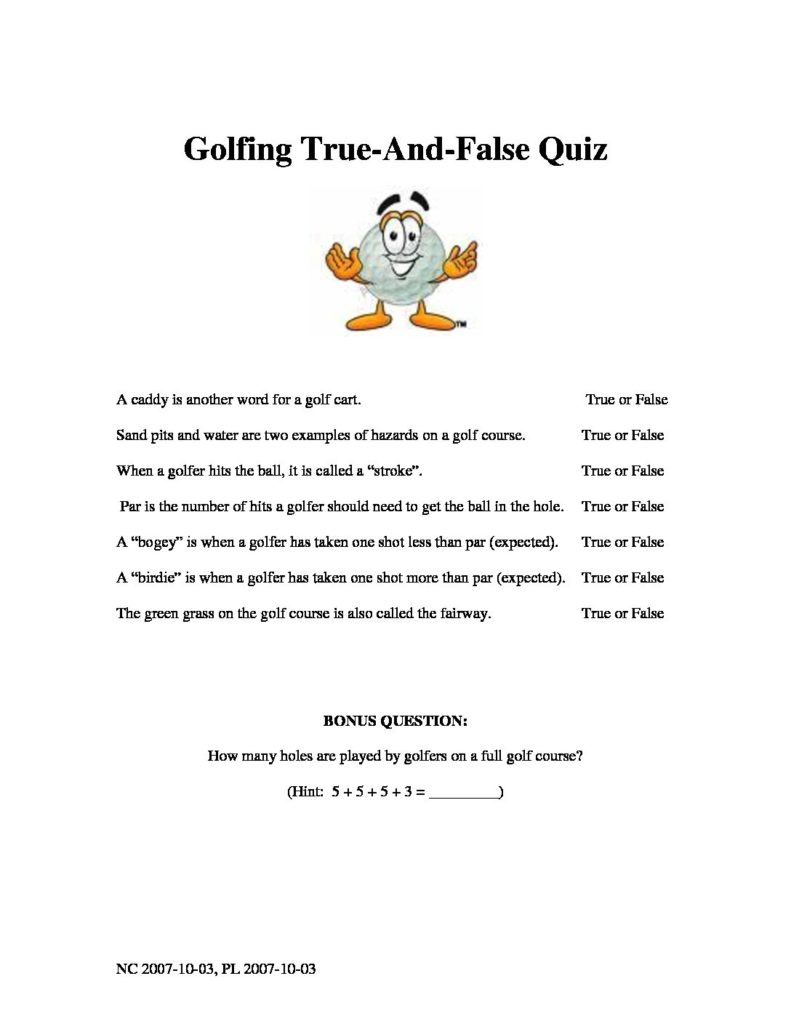 Golfing True-And-False Quiz
TM
A caddy is another word for a golf cart. True or False
Sand pits and water are two examples of hazards on a golf course. True or False
When a golfer hits the ball, it is called a “stroke”. True or False
Par is the number of hits a golfer should need to get the ball in the hole. True or False
A “bogey” is when a golfer has taken one shot less than par (expected). True or False
A “birdie” is when a golfer has taken one shot more than par (expected). True or False
The green grass on the golf course is also called the fairway. True or False
BONUS QUESTION:
How many holes are played by golfers on a full golf course?
(Hint: 5 + 5 + 5 + 3 = _________)
NC 2007-10-03, PL 2007-10-03